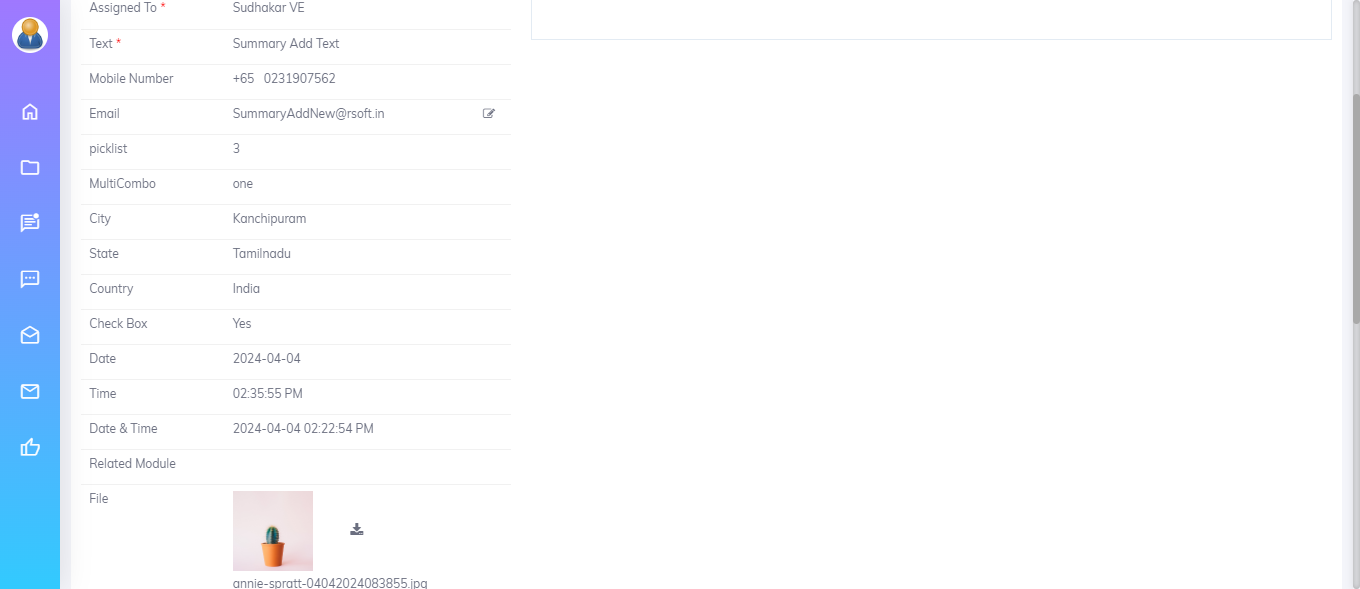 Assigned To * Sudhakar VE
Text * Summary Add Text
Mobile Number +65 0231907562
Email SummaryAddNew@rsoft.in
picklist 3
MultiCombo one
City Kanchipuram
State Tamilnadu
Country India
Check Box Yes
Date 2024-04-04
Time 02:35:55 PM
Date & Time 2024-04-04 02:22:54 PM
Related Module
File
annie-spratt-04042024083855.jpg